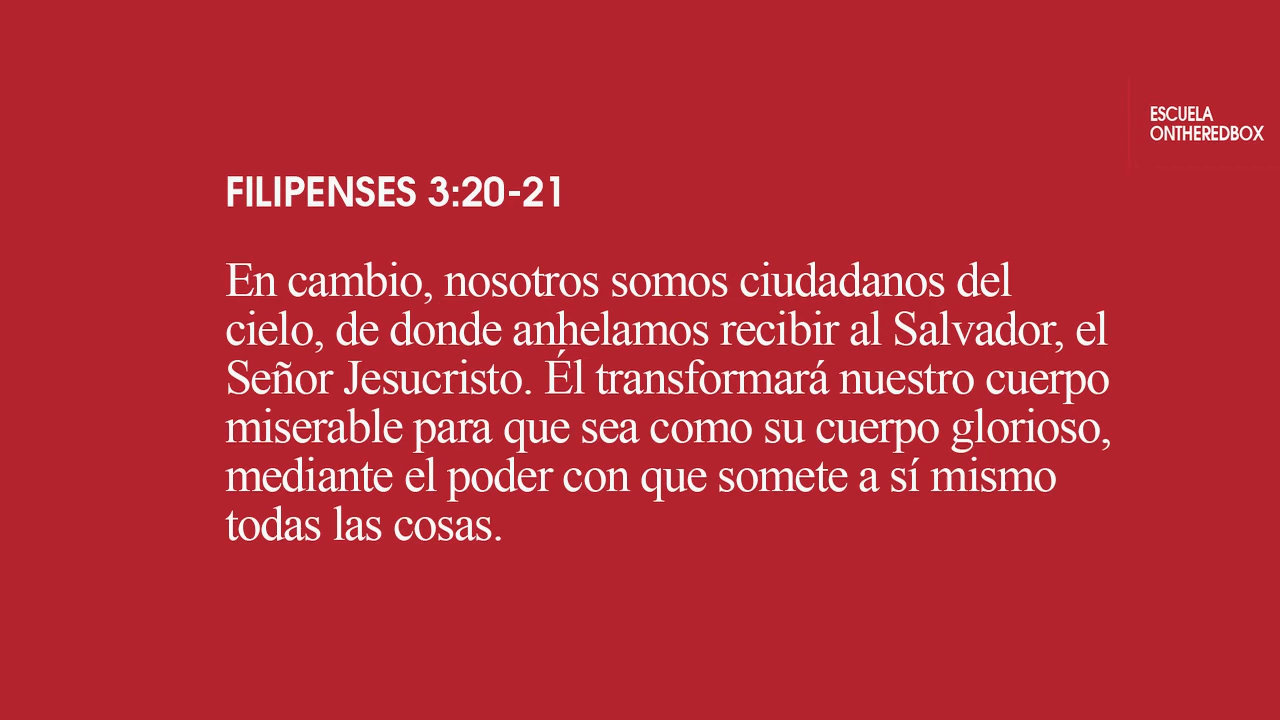 ESCUELA
ONTHEREDBOX
FILIPENSES 3:20-21
En cambio, nosotros somos ciudadanos del
cielo, de donde anhelamos recibir al Salvador, el
Señor Jesucristo. Él transformará nuestro cuerpo
miserable para que sea como su cuerpo glorioso,
mediante el poder con que somete a sí mismo
todas las cosas.